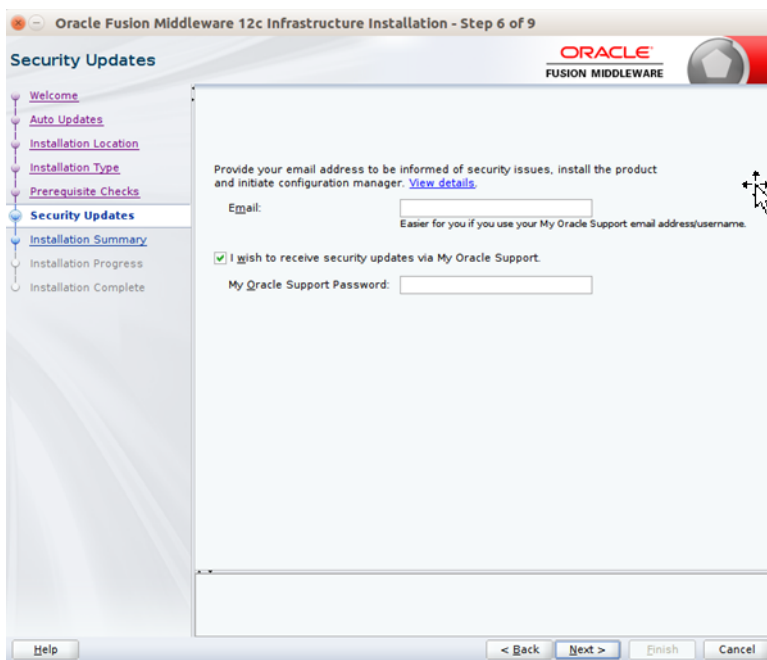 Oracle Fusion Middleware 12c Infrastructure Installation - Step 6 of 9
Security Updates
ORACLE
FUSION MIDDLEWARE
Welcome
Auto Updates
Installation Location
Installation Type
Prerequisite Checks
Security Updates
Installation Summary
Installation Progress
Installation Complete
Provide your email address to be informed of security issues, install the product
and initiate configuration manager. View details.
Email:
Easier for you if you use your My Oracle Support email address/username.
I wish to receive security updates via My Oracle Support.
My Oracle Support Password:
Help
< Back
Next >
Finish
Cancel